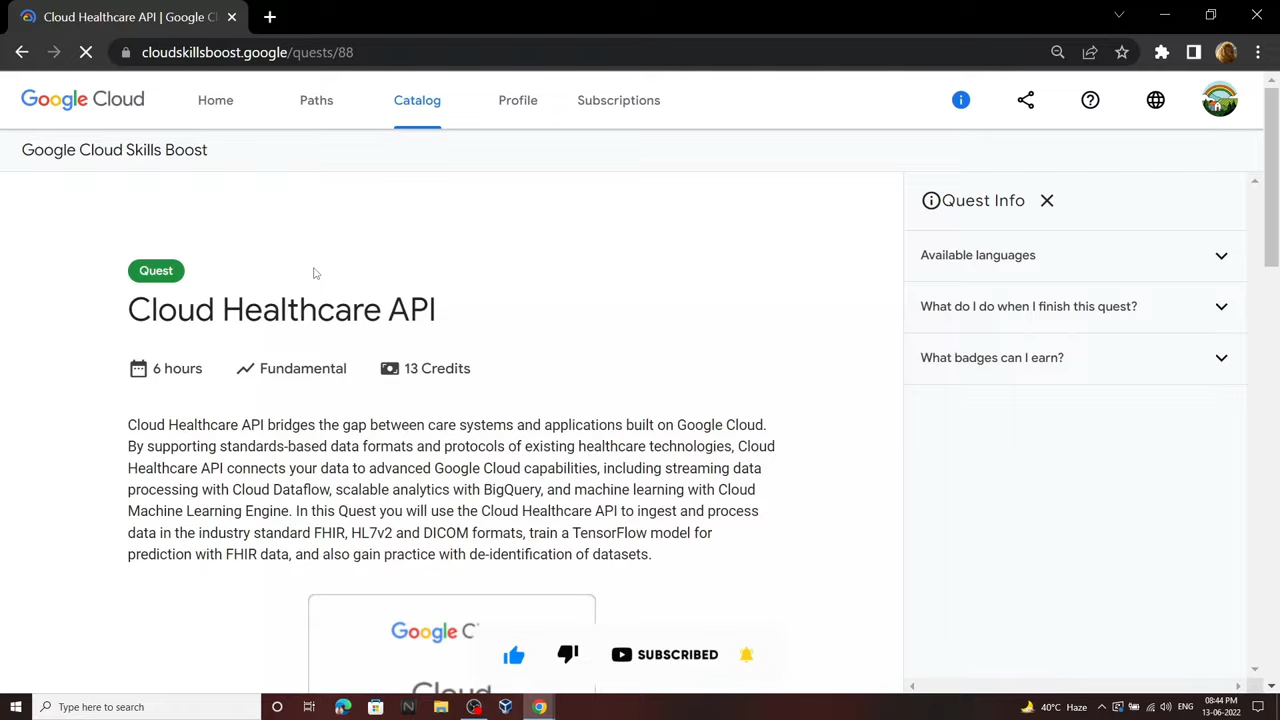 Cloud Healthcare API | Google Cl
cloudskillsboost.google/quests/88
Google Cloud
Home
Paths
Catalog
Profile
Subscriptions
Google Cloud Skills Boost
Quest Info
Available languages
What do I do when I finish this quest?
What badges can I earn?
Quest
Cloud Healthcare API
6 hours
Fundamental
13 Credits
Cloud Healthcare API bridges the gap between care systems and applications built on Google Cloud.
By supporting standards-based data formats and protocols of existing healthcare technologies, Cloud
Healthcare API connects your data to advanced Google Cloud capabilities, including streaming data
processing with Cloud Dataflow, scalable analytics with BigQuery, and machine learning with Cloud
Machine Learning Engine. In this Quest you will use the Cloud Healthcare API to ingest and process
data in the industry standard FHIR, HL7v2 and DICOM formats, train a TensorFlow model for
prediction with FHIR data, and also gain practice with de-identification of datasets.
Google C
SUBSCRIBED
Cloud
Type here to search
40°C Haze
08:44 PM
13-06-2022